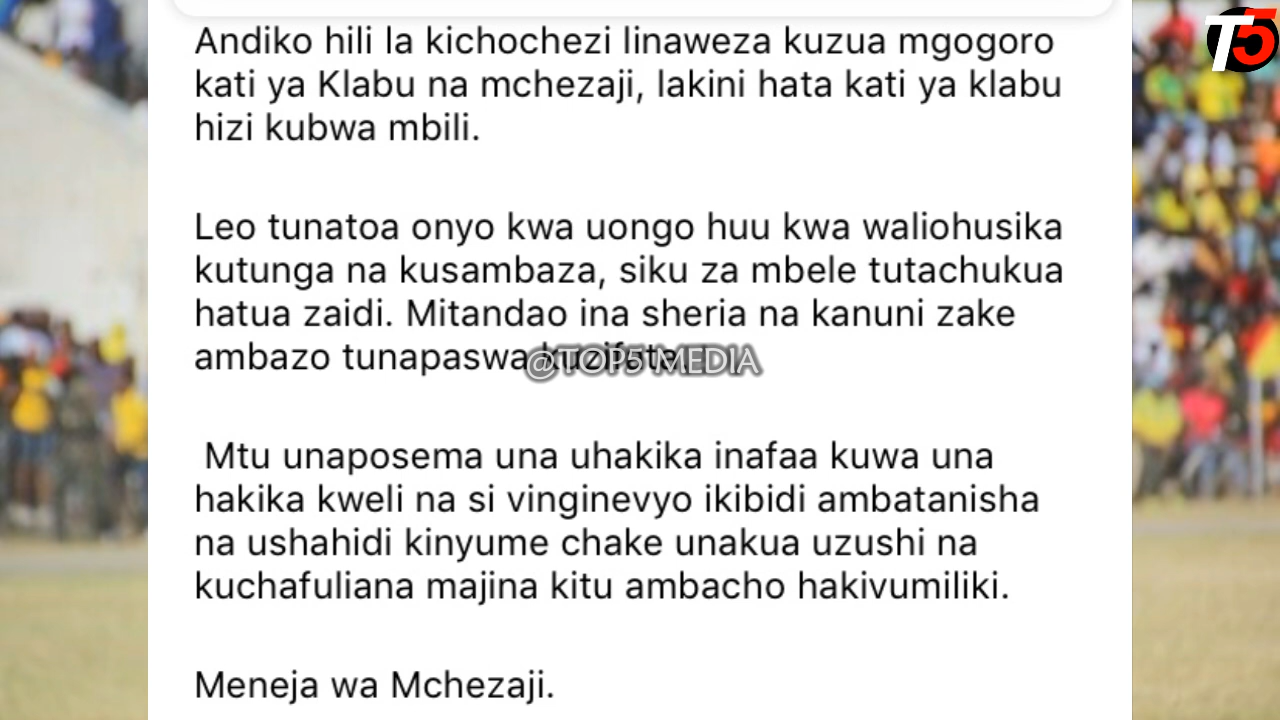 T5
Andiko hili la kichochezi linaweza kuzua mgogoro
kati ya Klabu na mchezaji, lakini hata kati ya klabu
hizi kubwa mbili.
Leo tunatoa onyo kwa uongo huu kwa waliohusika
kutunga na kusambaza, siku za mbele tutachukua
hatua zaidi. Mitandao ina sheria na kanuni zake
ambazo tunapaswa kuzifata.
@TOP5 MEDIA
Mtu unaposema una uhakika inafaa kuwa una
hakika kweli na si vinginevyo ikibidi ambatanisha
na ushahidi kinyume chake unakua uzushi na
kuchafuliana majina kitu ambacho hakivumiliki.
Meneja wa Mchezaji.